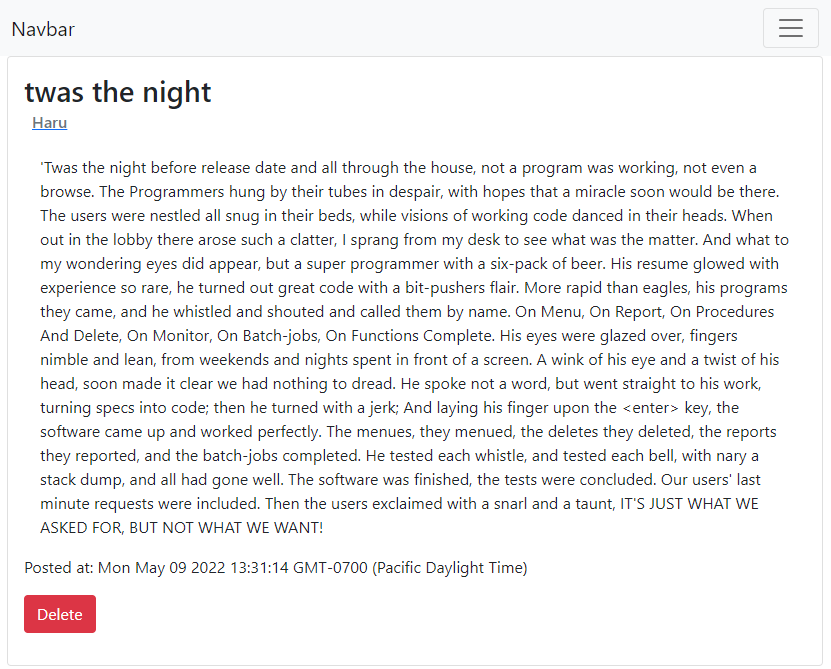 Navbar
twas the night
Haru
'Twas the night before release date and all through the house, not a program was working, not even a
browse. The Programmers hung by their tubes in despair, with hopes that a miracle soon would be there.
The users were nestled all snug in their beds, while visions of working code danced in their heads. When
out in the lobby there arose such a clatter, I sprang from my desk to see what was the matter. And what to
my wondering eyes did appear, but a super programmer with a six-pack of beer. His resume glowed with
experience so rare, he turned out great code with a bit-pushers flair. More rapid than eagles, his programs
they came, and he whistled and shouted and called them by name. On Menu, On Report, On Procedures
And Delete, On Monitor, On Batch-jobs, On Functions Complete. His eyes were glazed over, fingers
nimble and lean, from weekends and nights spent in front of a screen. A wink of his eye and a twist of his
head, soon made it clear we had nothing to dread. He spoke not a word, but went straight to his work,
turning specs into code; then he turned with a jerk; And laying his finger upon the <enter> key, the
software came up and worked perfectly. The menues, they menued, the deletes they deleted, the reports
they reported, and the batch-jobs completed. He tested each whistle, and tested each bell, with nary a
stack dump, and all had gone well. The software was finished, the tests were concluded. Our users' last
minute requests were included. Then the users exclaimed with a snarl and a taunt, IT'S JUST WHAT WE
ASKED FOR, BUT NOT WHAT WE WANT!
Posted at: Mon May 09 2022 13:31:14 GMT-0700 (Pacific Daylight Time)
Delete